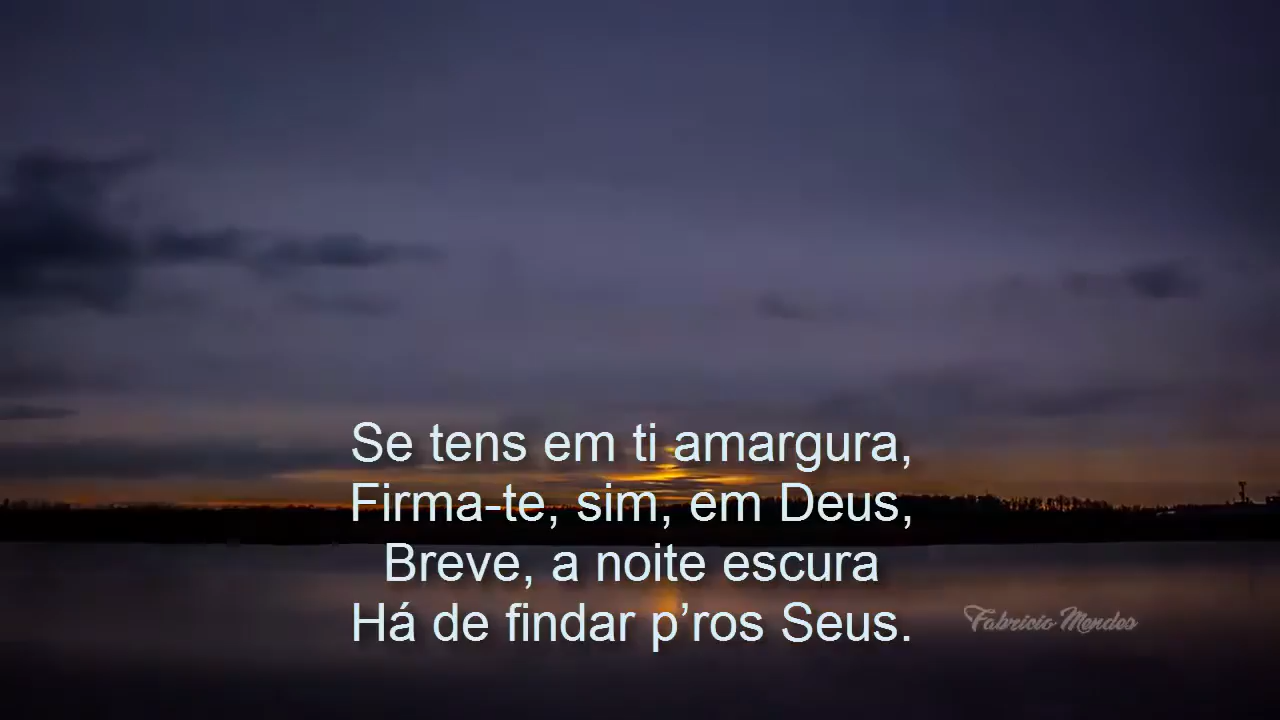 Se tens em ti amargura,
Firma-te, sim, em Deus,
Breve, a noite escura
Há de findar p’ros Seus.
Fabricio Mendes